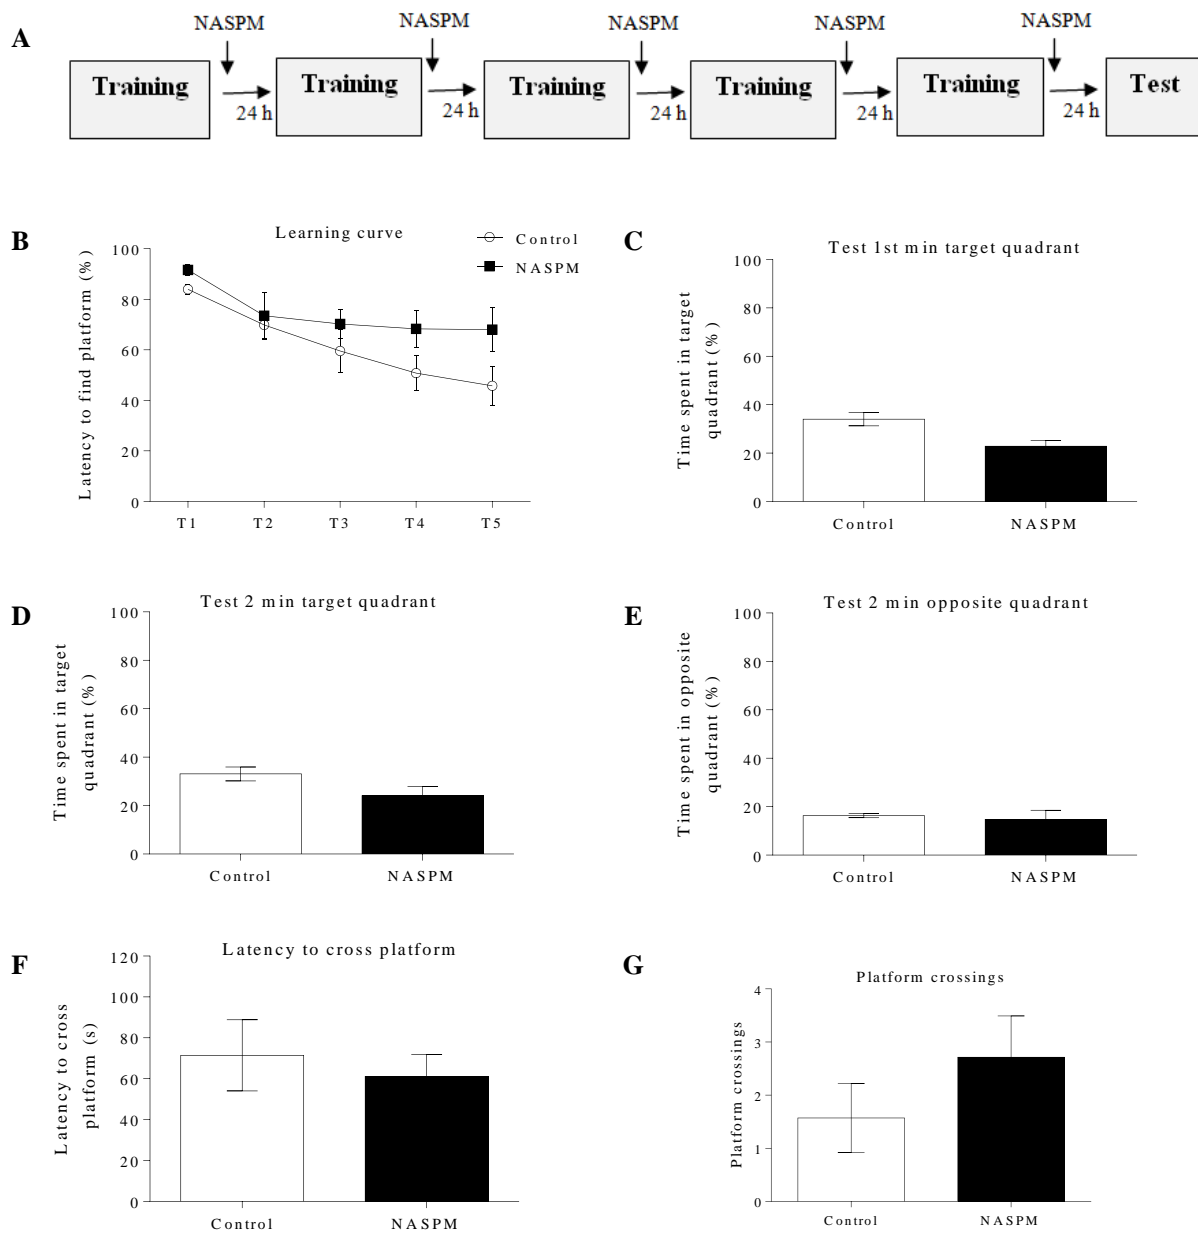 A
NASPM NASPM NASPM NASPM NASPM
Training Training Training Training Training Test
24 h 24 h 24 h 24 h 24 h
B
Learning curve
Control
NASPM
Latency to find platform (%)
100
80
60
40
20
0
T1 T2 T3 T4 T5
C
Test 1st min target quadrant
Time spent in target
quadrant (%)
100
80
60
40
20
0
Control NASPM
D
Test 2 min target quadrant
Time spent in target
quadrant (%)
100
80
60
40
20
0
Control NASPM
E
Test 2 min opposite quadrant
Time spent in opposite
quadrant (%)
100
80
60
40
20
0
Control NASPM
F
Latency to cross platform
Latency to cross
platform (s)
120
100
80
60
40
20
0
Control NASPM
G
Platform crossings
Platform crossings
4
3
2
1
0
Control NASPM